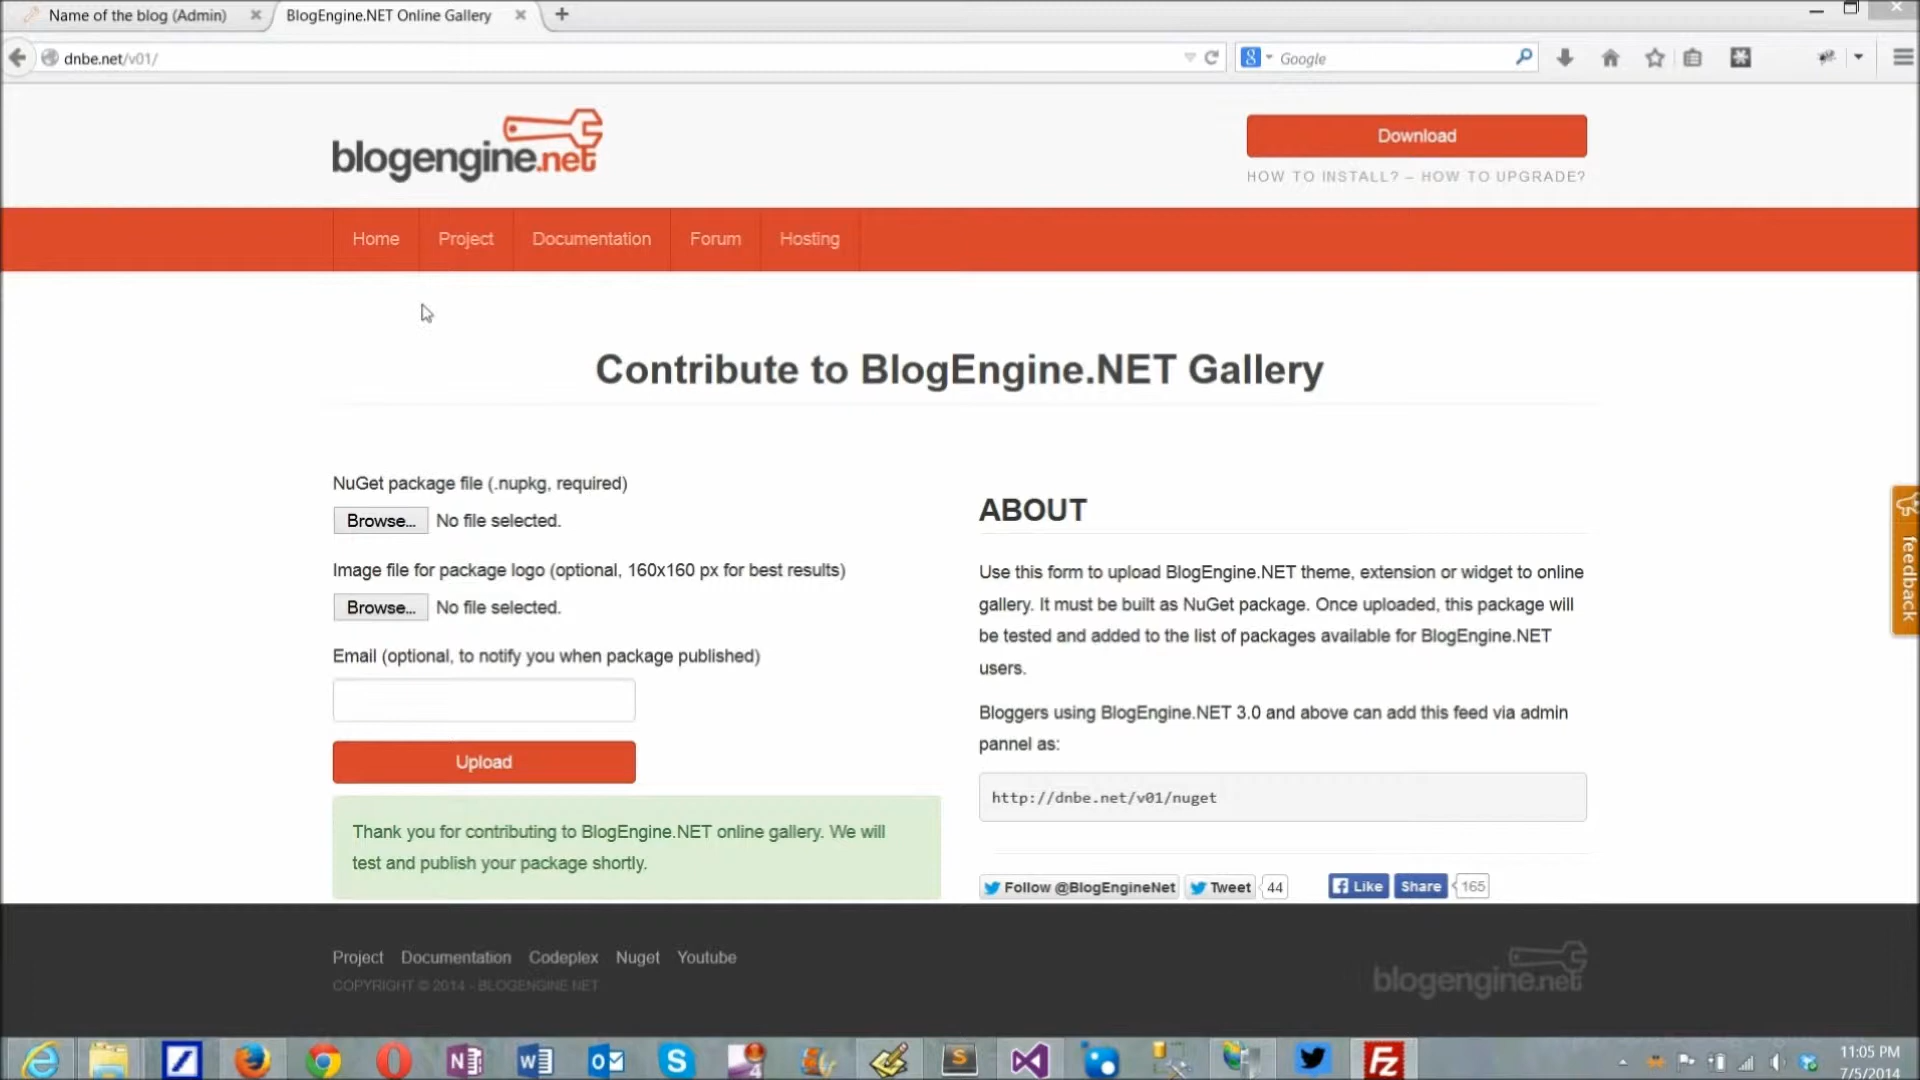 Name of the blog (Admin)
BlogEngine.NET Online Gallery
dnbe.net/v01/
Google
blogengine.net
Download
HOW TO INSTALL? – HOW TO UPGRADE?
Home
Project
Documentation
Forum
Hosting
Contribute to BlogEngine.NET Gallery
NuGet package file (.nupkg, required)
Browse... No file selected.
Image file for package logo (optional, 160x160 px for best results)
Browse... No file selected.
Email (optional, to notify you when package published)
Upload
Thank you for contributing to BlogEngine.NET online gallery. We will
test and publish your package shortly.
ABOUT
Use this form to upload BlogEngine.NET theme, extension or widget to online
gallery. It must be built as NuGet package. Once uploaded, this package will
be tested and added to the list of packages available for BlogEngine.NET
users.
Bloggers using BlogEngine.NET 3.0 and above can add this feed via admin
pannel as:
http://dnbe.net/v01/nuget
Follow @BlogEngineNet
Tweet
44
Like
Share
165
feedback
Project
Documentation
Codeplex
Nuget
Youtube
COPYRIGHT © 2014 - BLOGENGINE.NET
blogengine.net
11:05 PM
7/5/2014